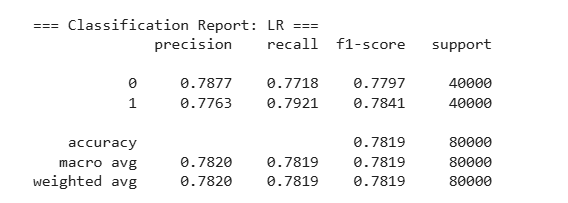 === Classification Report: LR ===
precision recall f1-score support
0 0.7877 0.7718 0.7797 40000
1 0.7763 0.7921 0.7841 40000
accuracy 0.7819 80000
macro avg 0.7820 0.7819 0.7819 80000
weighted avg 0.7820 0.7819 0.7819 80000